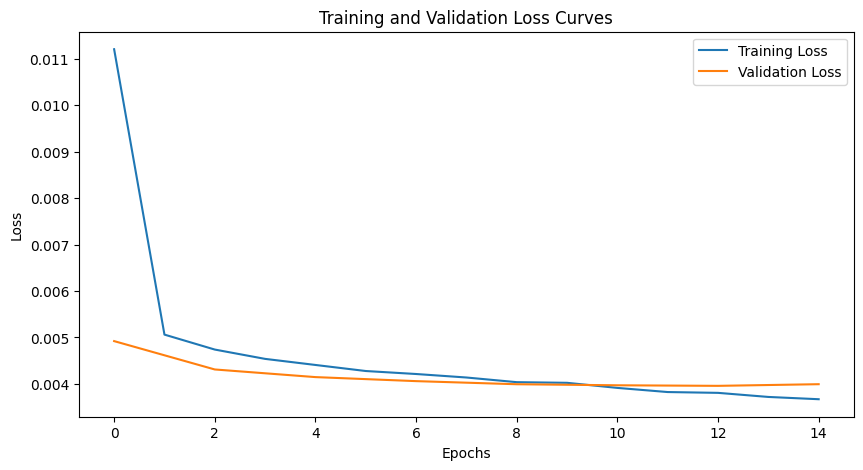 Training and Validation Loss Curves
Training Loss
Validation Loss
Loss
0.011
0.010
0.009
0.008
0.007
0.006
0.005
0.004
0 2 4 6 8 10 12 14
Epochs